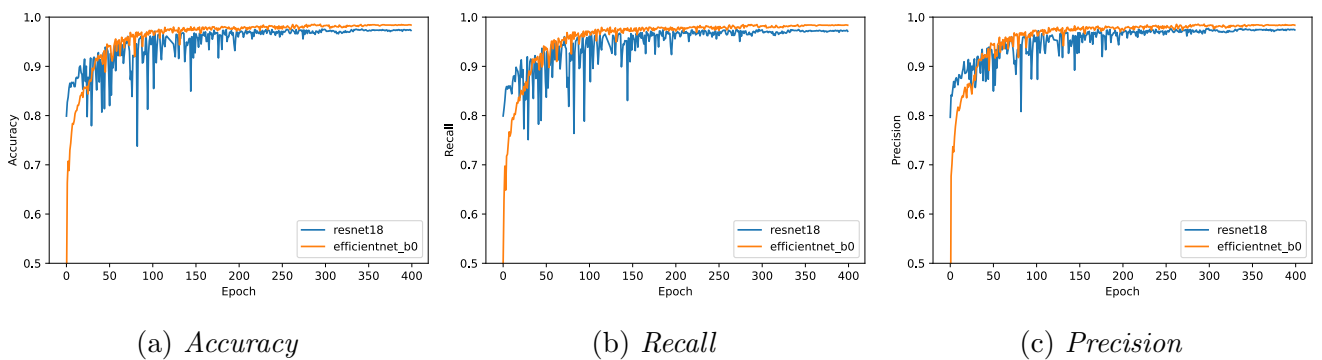 1.0
0.9
0.8
0.7
0.6
0.5
Accuracy
0 50 100 150 200 250 300 350 400
Epoch
resnet18
efficientnet_b0
(a) Accuracy
1.0
0.9
0.8
0.7
0.6
0.5
Recall
0 50 100 150 200 250 300 350 400
Epoch
resnet18
efficientnet_b0
(b) Recall
1.0
0.9
0.8
0.7
0.6
0.5
Precision
0 50 100 150 200 250 300 350 400
Epoch
resnet18
efficientnet_b0
(c) Precision